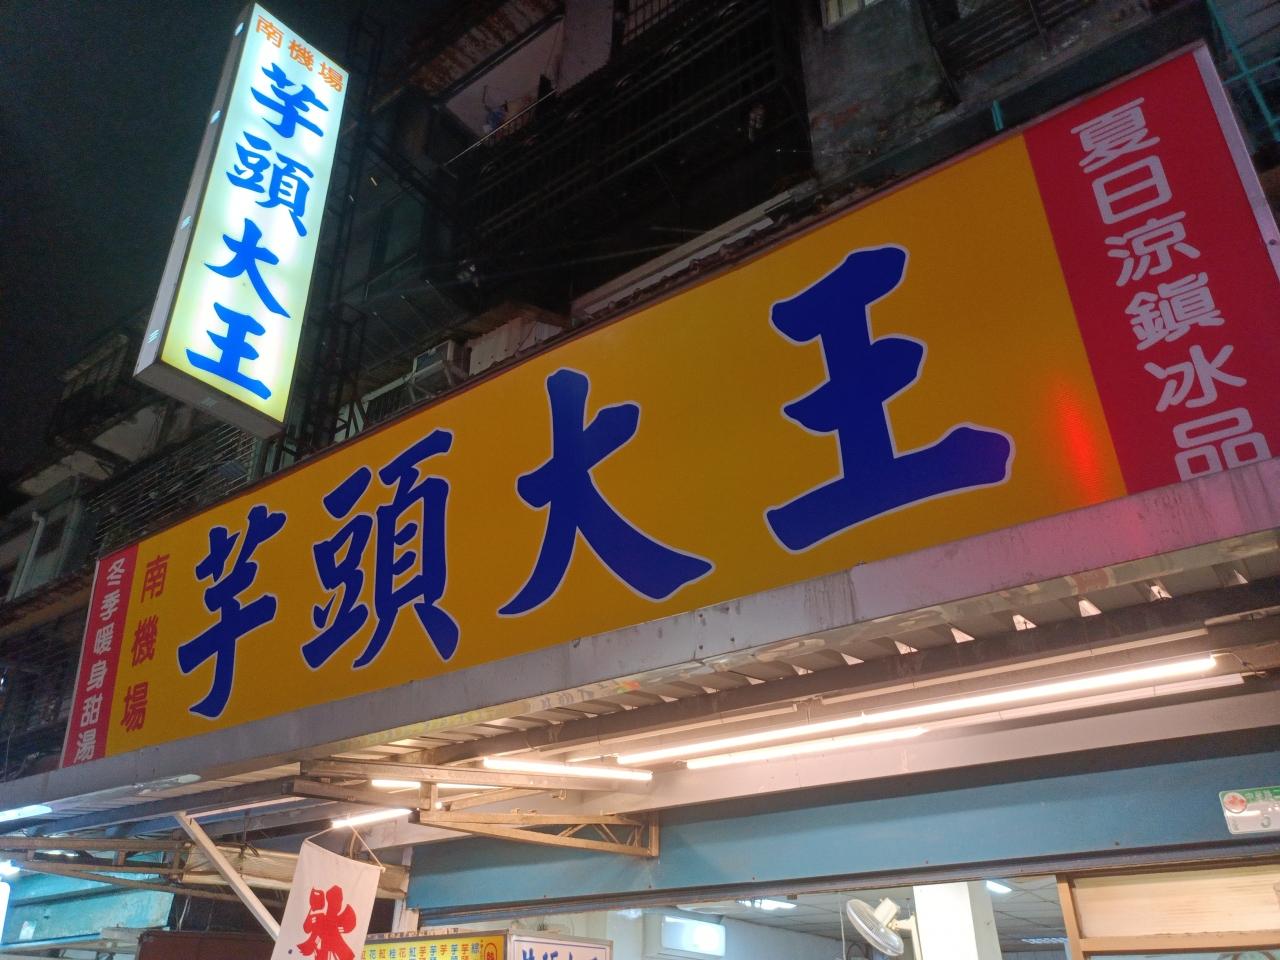 南機場
芋頭大王
夏日涼鎮冰品
芋頭大王
南機場
冬季暖身甜湯
氷